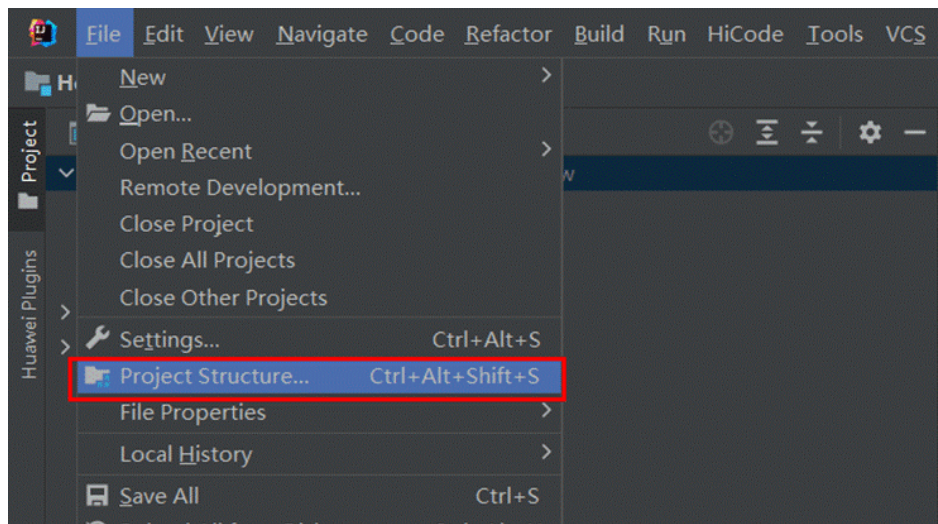 File Edit View Navigate Code Refactor Build Run HiCode Tools VCS
New
Open...
Open Recent
Remote Development...
Close Project
Close All Projects
Close Other Projects
Settings... Ctrl+Alt+S
Project Structure... Ctrl+Alt+Shift+S
File Properties
Local History
Save All Ctrl+S
Project
Huawei Plugins